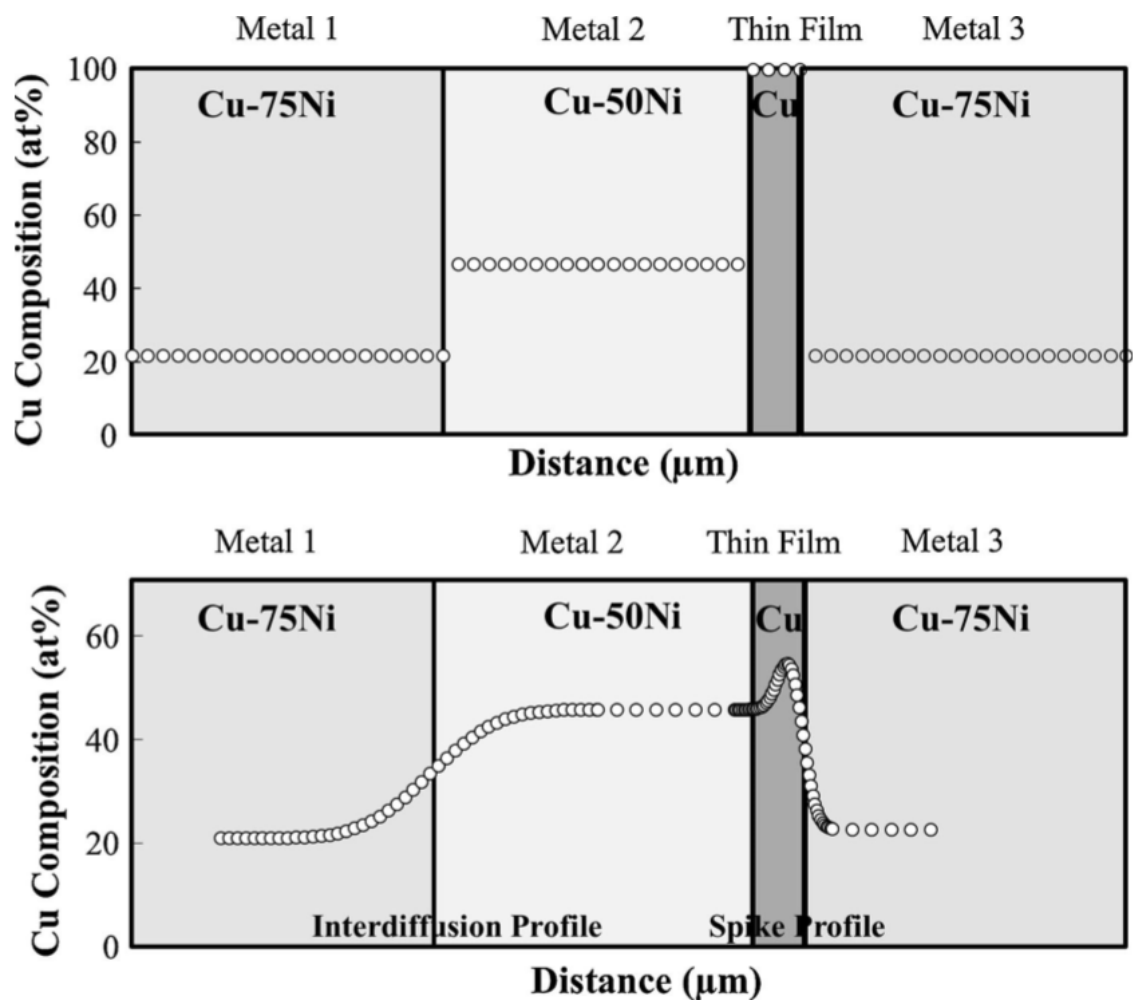 Metal 1 Metal 2 Thin Film Metal 3
100
Cu-75Ni Cu-50Ni Cu Cu-75Ni
80
60
40
20
0
Cu Composition (at%)
Distance (µm)
Metal 1 Metal 2 Thin Film Metal 3
Cu-75Ni Cu-50Ni Cu Cu-75Ni
60
40
20
Interdiffusion Profile Spike Profile
0
Cu Composition (at%)
Distance (µm)